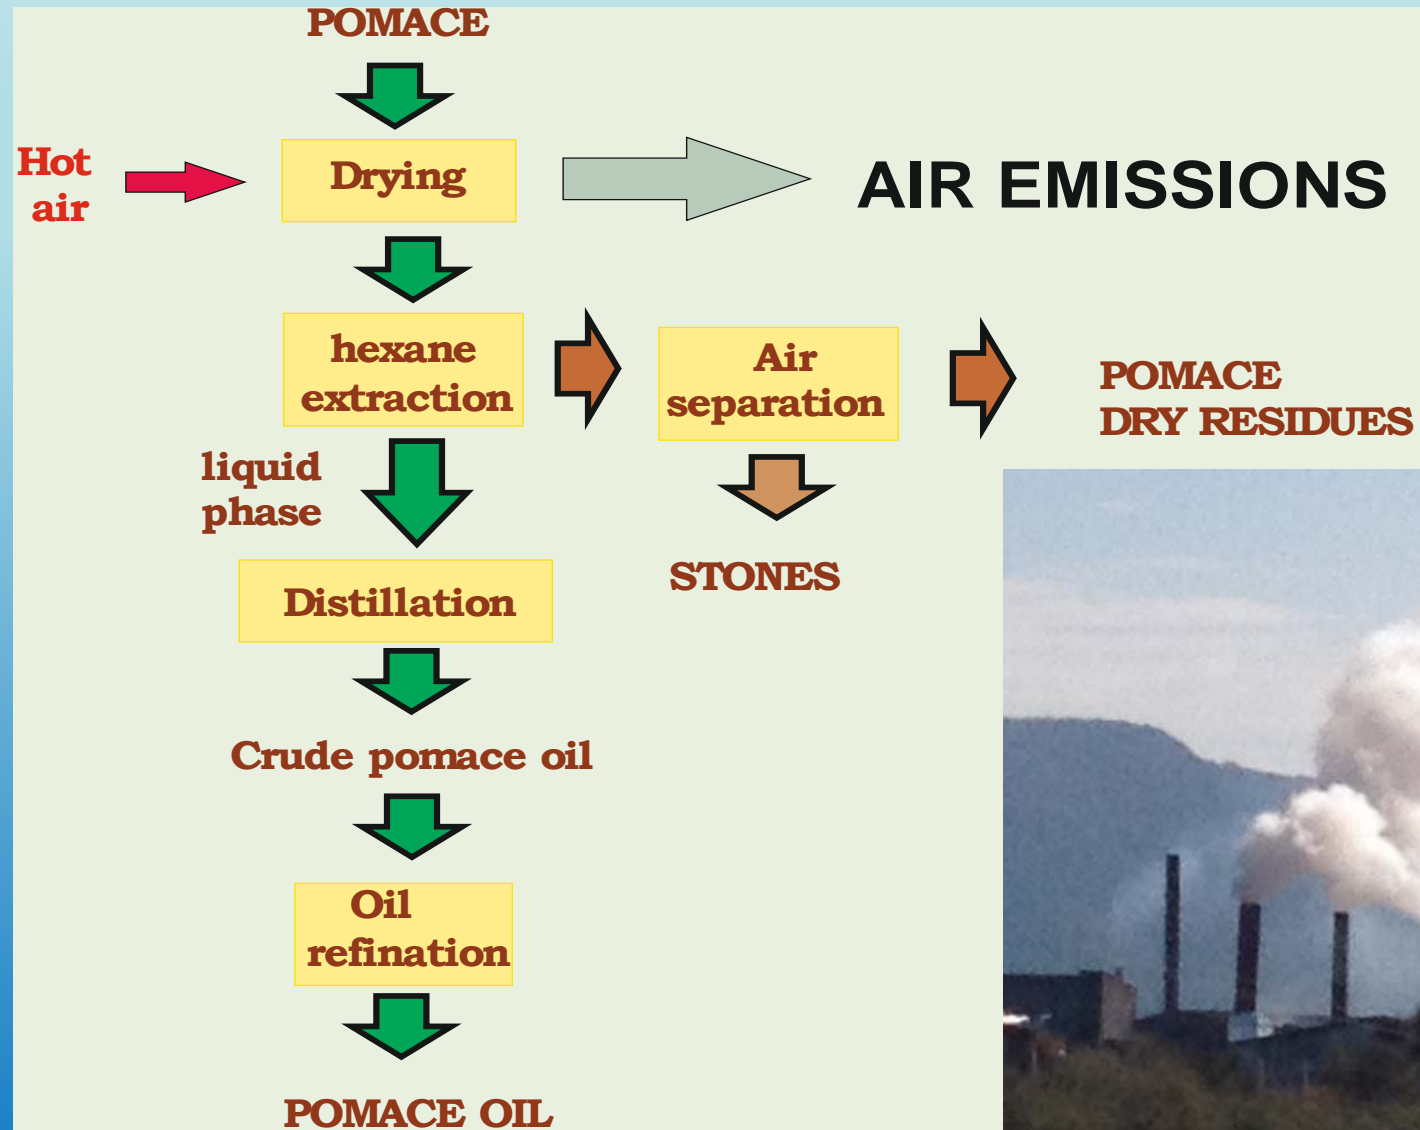 POMACE
Hot
air
Drying
AIR EMISSIONS
hexane
extraction
Air
separation
POMACE
DRY RESIDUES
liquid
phase
STONES
Distillation
Crude pomace oil
Oil
refination
POMACE OIL